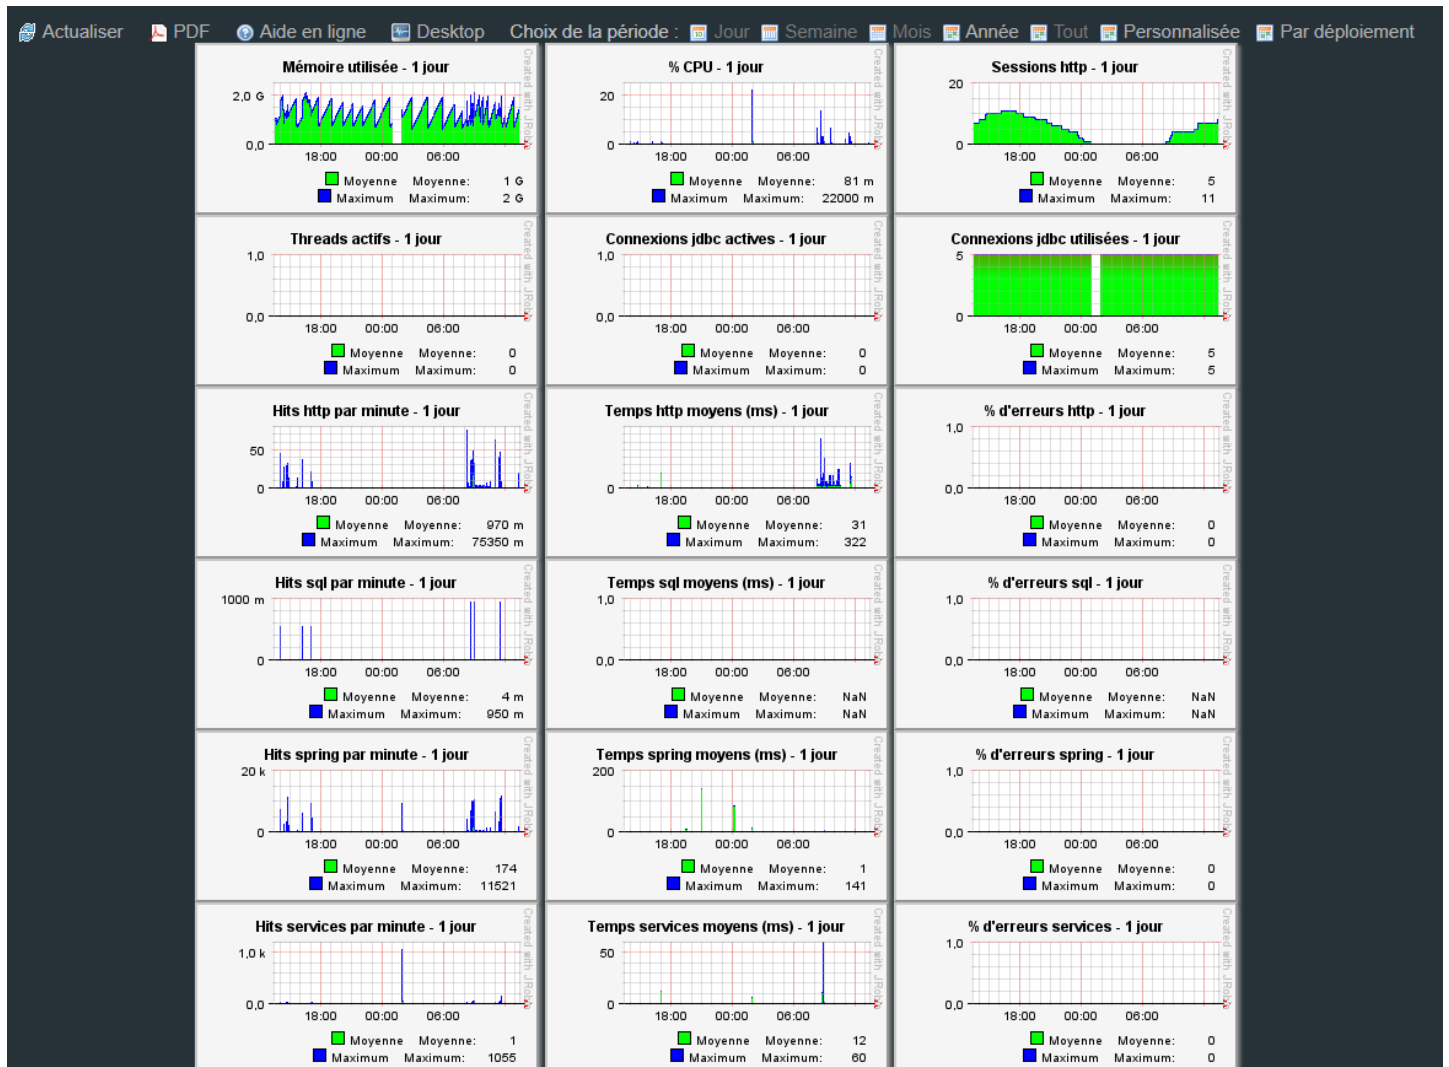 Actualiser PDF Aide en ligne Desktop Choix de la période : Jour Semaine Mois Année Tout Personnalisée Par déploiement
Mémoire utilisée - 1 jour
2,0 G
0,0
18:00 00:00 06:00
Moyenne Moyenne: 1 G
Maximum Maximum: 2 G
% CPU - 1 jour
20
0
18:00 00:00 06:00
Moyenne Moyenne: 81 m
Maximum Maximum: 22000 m
Sessions http - 1 jour
20
0
18:00 00:00 06:00
Moyenne Moyenne: 5
Maximum Maximum: 11
Threads actifs - 1 jour
1,0
0,0
18:00 00:00 06:00
Moyenne Moyenne: 0
Maximum Maximum: 0
Connexions jdbc actives - 1 jour
1,0
0,0
18:00 00:00 06:00
Moyenne Moyenne: 0
Maximum Maximum: 0
Connexions jdbc utilisées - 1 jour
5
0
18:00 00:00 06:00
Moyenne Moyenne: 5
Maximum Maximum: 5
Hits http par minute - 1 jour
50
0
18:00 00:00 06:00
Moyenne Moyenne: 970 m
Maximum Maximum: 75350 m
Temps http moyens (ms) - 1 jour
0
18:00 00:00 06:00
Moyenne Moyenne: 31
Maximum Maximum: 322
% d'erreurs http - 1 jour
1,0
0,0
18:00 00:00 06:00
Moyenne Moyenne: 0
Maximum Maximum: 0
Hits sql par minute - 1 jour
1000 m
0
18:00 00:00 06:00
Moyenne Moyenne: 4 m
Maximum Maximum: 950 m
Temps sql moyens (ms) - 1 jour
1,0
0,0
18:00 00:00 06:00
Moyenne Moyenne: NaN
Maximum Maximum: NaN
% d'erreurs sql - 1 jour
1,0
0,0
18:00 00:00 06:00
Moyenne Moyenne: NaN
Maximum Maximum: NaN
Hits spring par minute - 1 jour
20 k
0
18:00 00:00 06:00
Moyenne Moyenne: 174
Maximum Maximum: 11521
Temps spring moyens (ms) - 1 jour
200
0
18:00 00:00 06:00
Moyenne Moyenne: 1
Maximum Maximum: 141
% d'erreurs spring - 1 jour
1,0
0,0
18:00 00:00 06:00
Moyenne Moyenne: 0
Maximum Maximum: 0
Hits services par minute - 1 jour
1,0 k
0,0
18:00 00:00 06:00
Moyenne Moyenne: 1
Maximum Maximum: 1055
Temps services moyens (ms) - 1 jour
50
0
18:00 00:00 06:00
Moyenne Moyenne: 12
Maximum Maximum: 60
% d'erreurs services - 1 jour
1,0
0,0
18:00 00:00 06:00
Moyenne Moyenne: 0
Maximum Maximum: 0